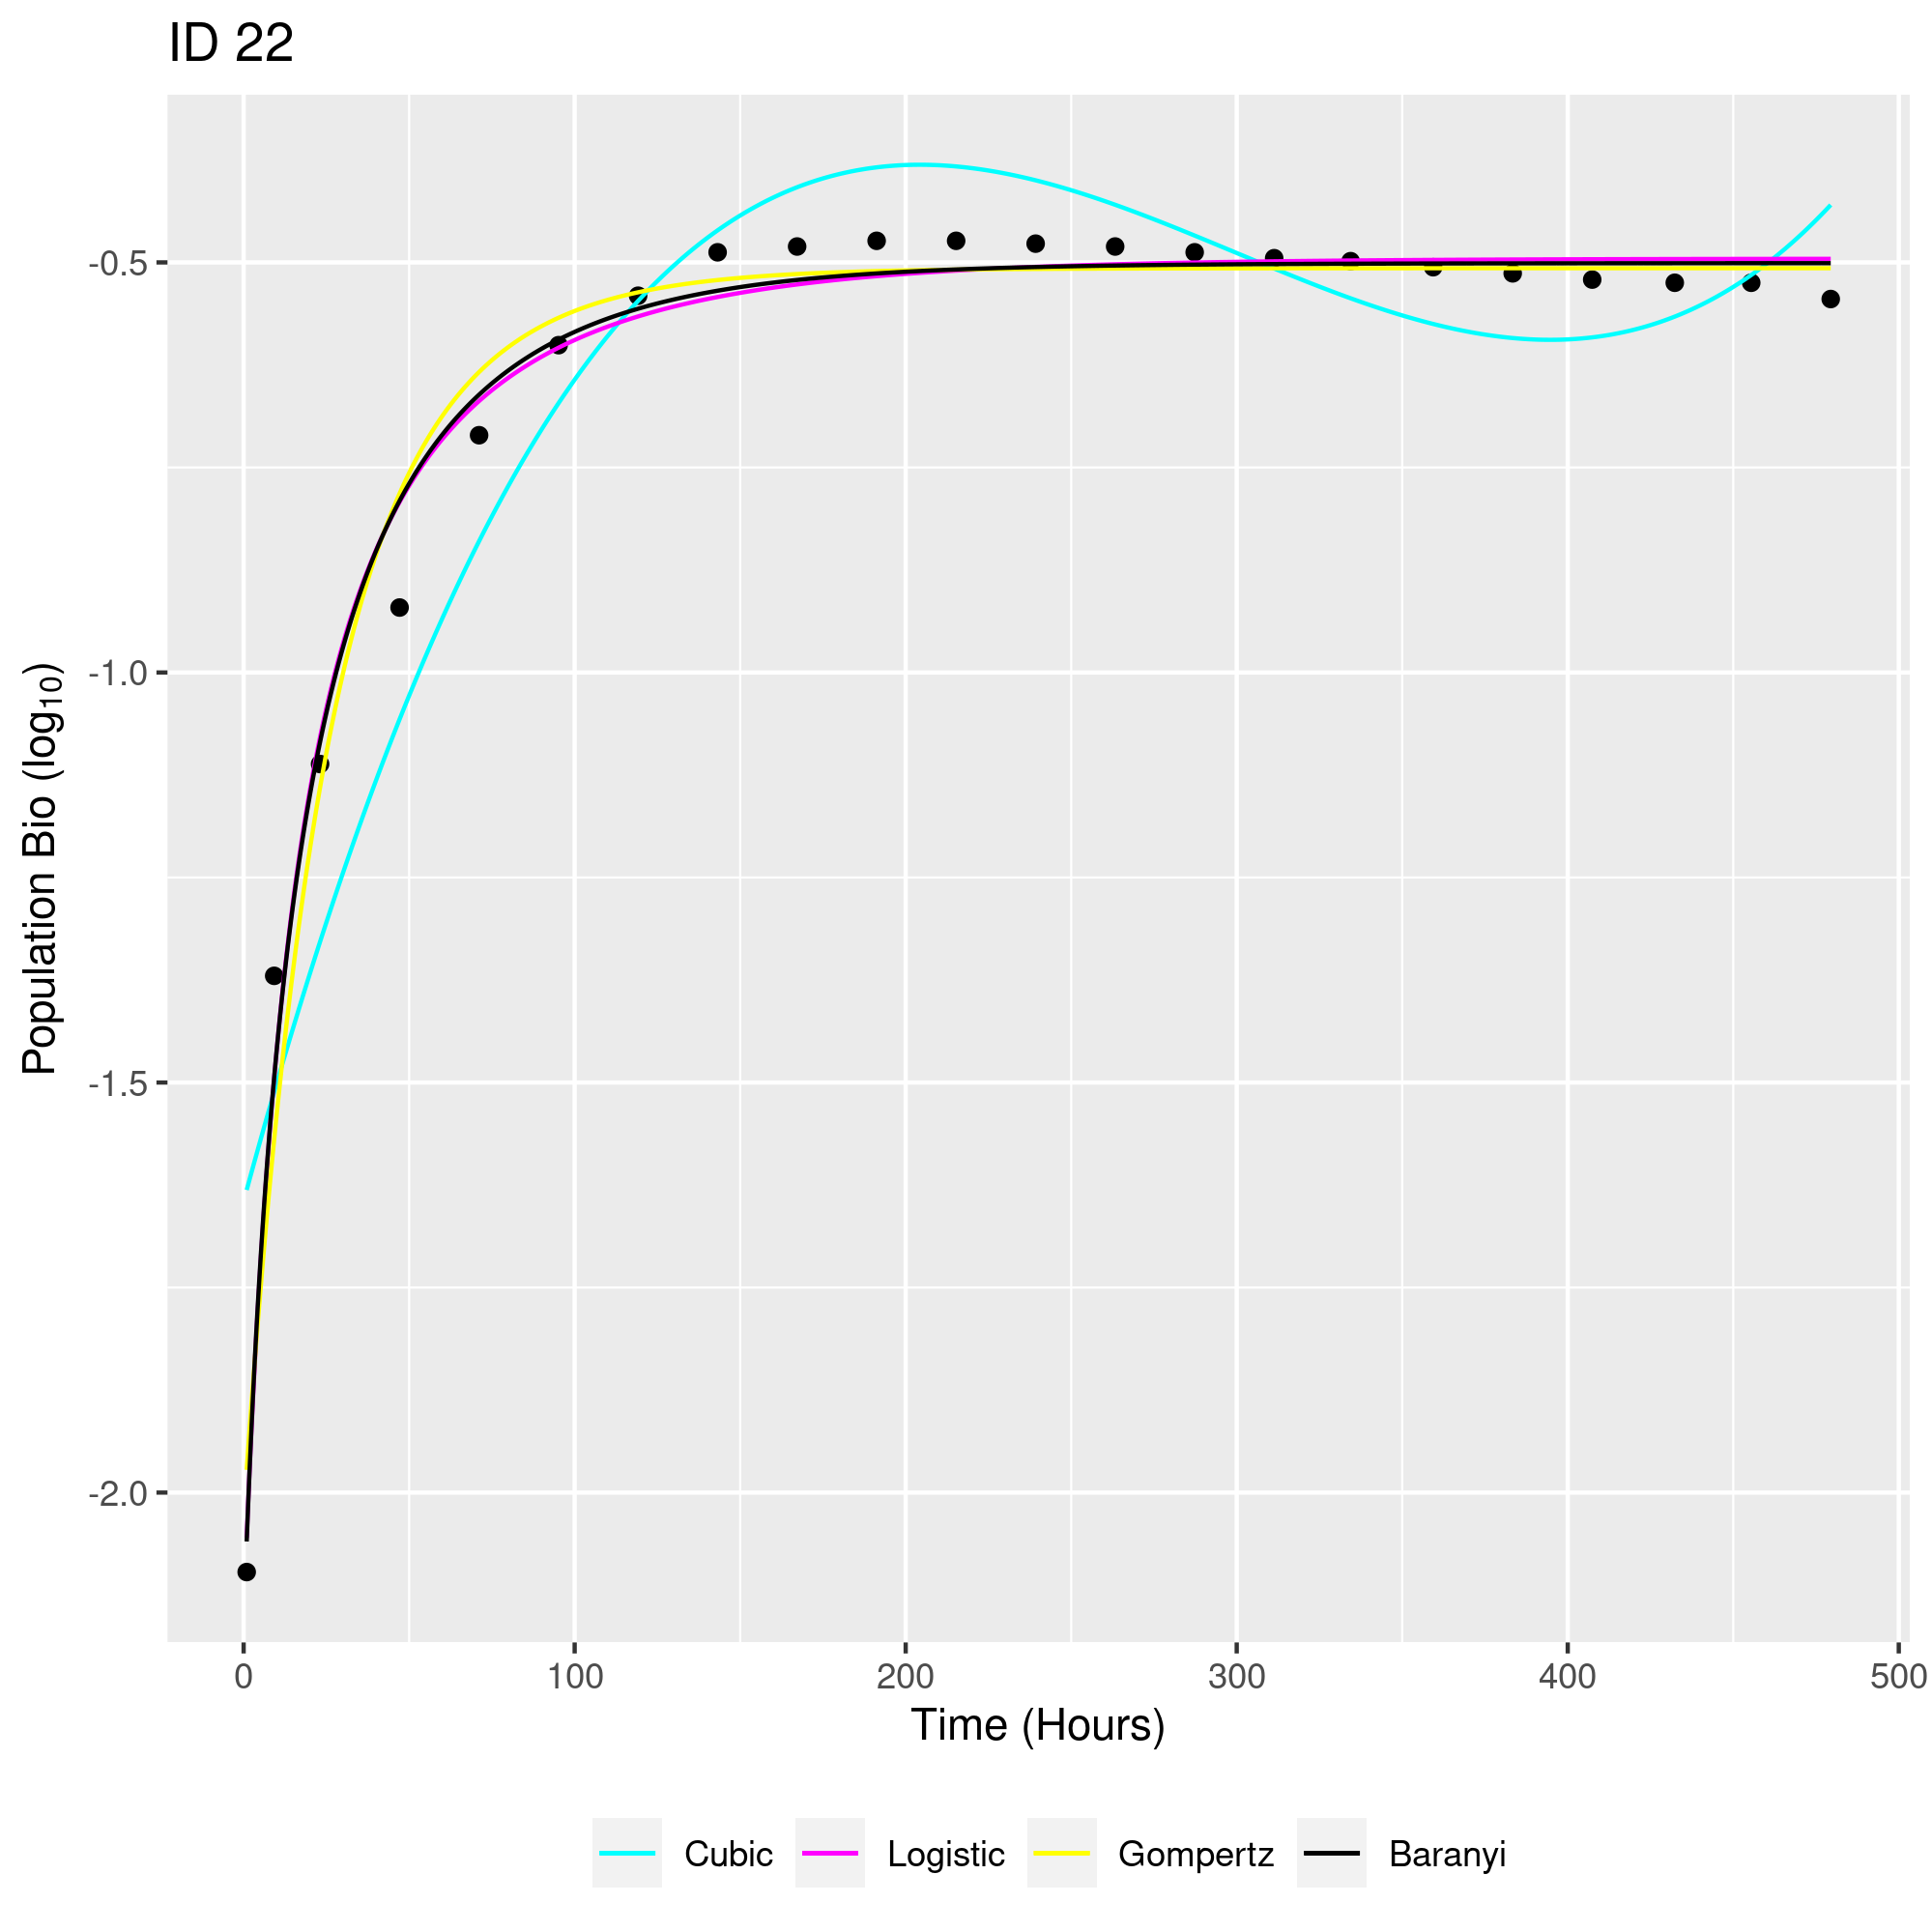 ID 22
Population Bio (log₁₀)
-0.5
-1.0
-1.5
-2.0
0 100 200 300 400 500
Time (Hours)
Cubic Logistic Gompertz Baranyi